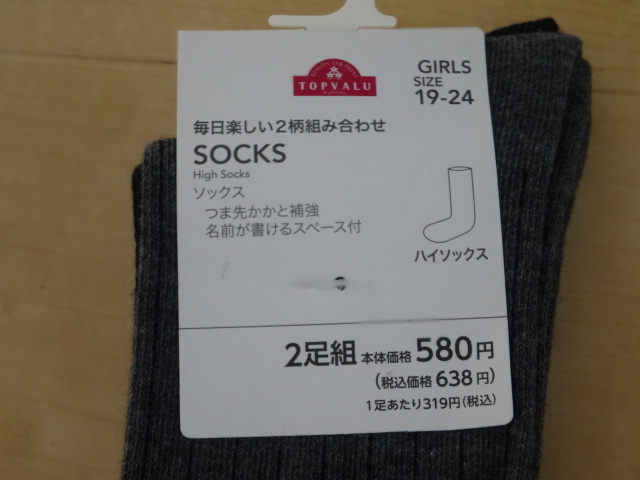 TOPVALU
GIRLS
SIZE
19-24
毎日楽しい2柄組み合わせ
SOCKS
High Socks
ソックス
つま先かかと補強
名前が書けるスペース付
ハイソックス
2足組 本体価格 580円
(税込価格 638円)
1足あたり319円(税込)